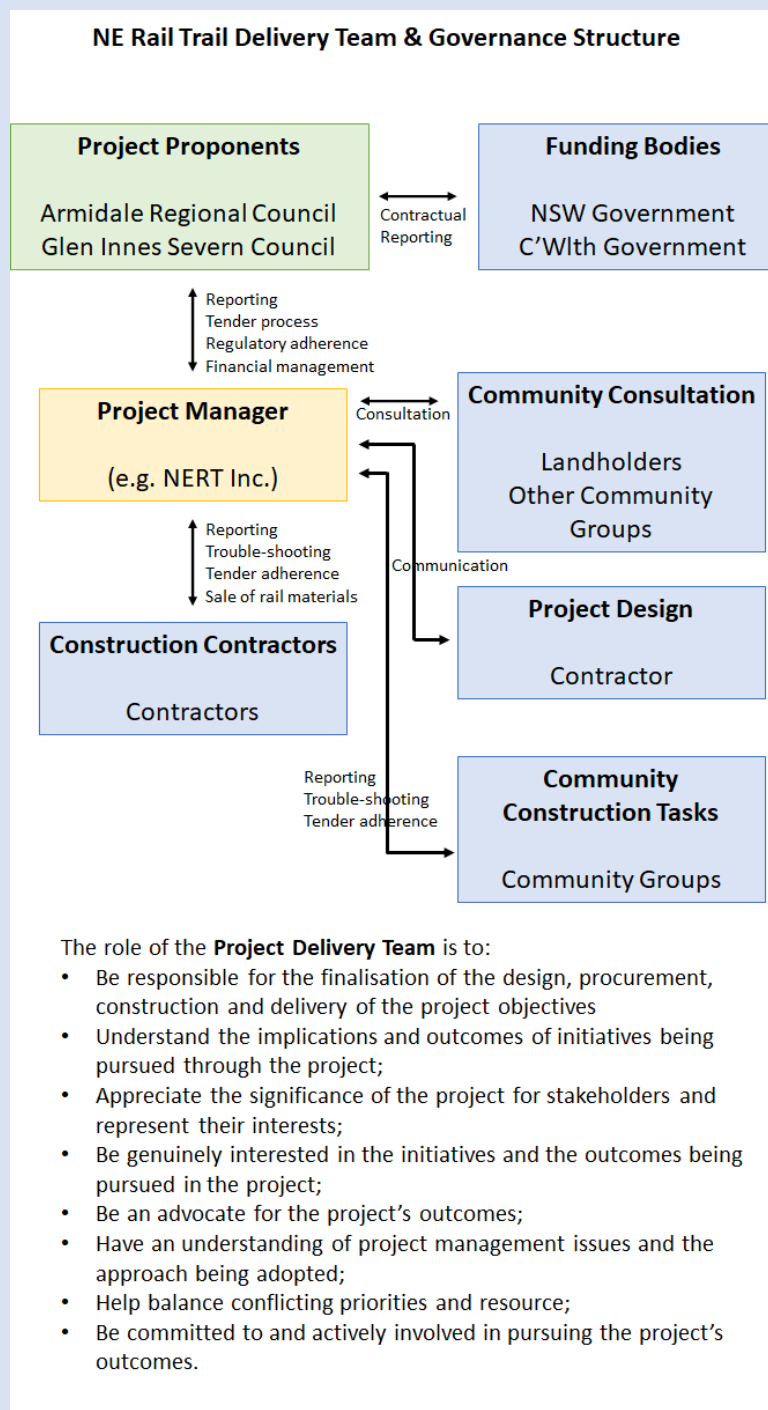 NE Rail Trail Delivery Team & Governance Structure
Project Proponents
Armidale Regional Council
Glen Innes Severn Council
Contractual
Reporting
Funding Bodies
NSW Government
C'Wlth Government
Reporting
Tender process
Regulatory adherence
Financial management
Project Manager
(e.g. NERT Inc.)
Consultation
Community Consultation
Landholders
Other Community
Groups
Reporting
Trouble-shooting
Tender adherence
Sale of rail materials
Communication
Construction Contractors
Contractors
Project Design
Contractor
Reporting
Trouble-shooting
Tender adherence
Community
Construction Tasks
Community Groups
The role of the Project Delivery Team is to:
• Be responsible for the finalisation of the design, procurement,
construction and delivery of the project objectives
• Understand the implications and outcomes of initiatives being
pursued through the project;
• Appreciate the significance of the project for stakeholders and
represent their interests;
• Be genuinely interested in the initiatives and the outcomes being
pursued in the project;
• Be an advocate for the project's outcomes;
• Have an understanding of project management issues and the
approach being adopted;
• Help balance conflicting priorities and resource;
• Be committed to and actively involved in pursuing the project's
outcomes.